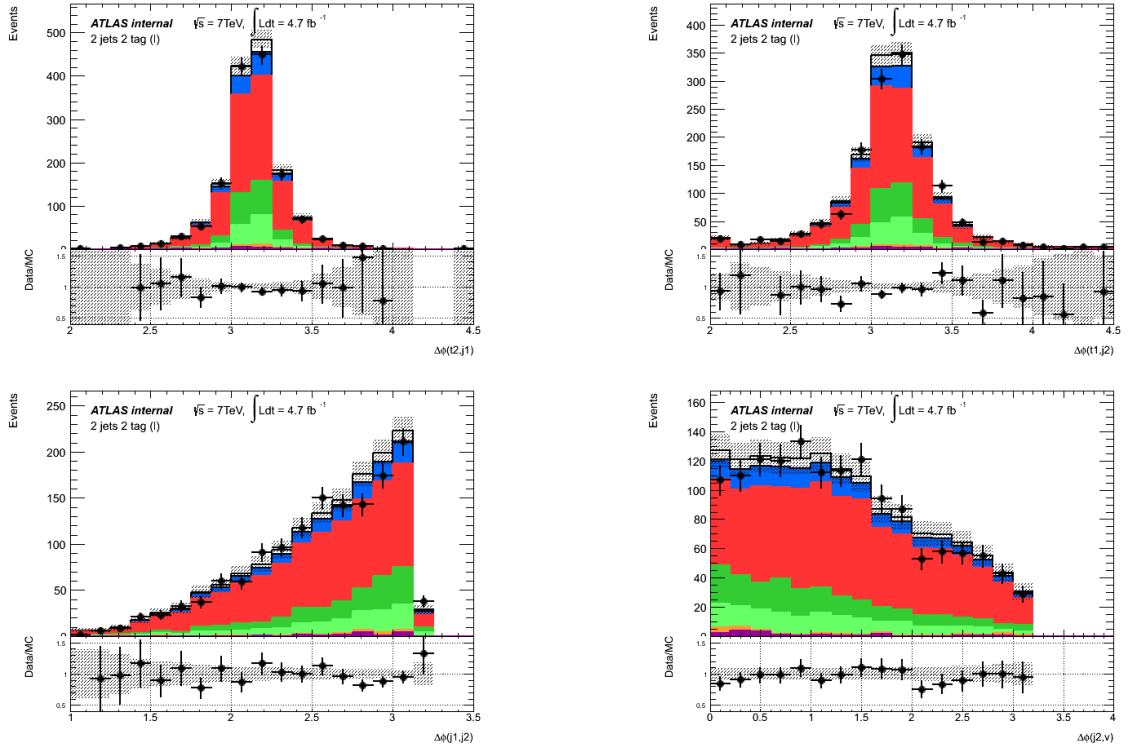 ATLAS internal √s = 7TeV, ∫ Ldt = 4.7 fb⁻¹
2 jets 2 tag (l)
Events
500
400
300
200
100
Data/MC
1.5
1
0.5
2 2.5 3 3.5 4 4.5
Δϕ(t2,j1)
ATLAS internal √s = 7TeV, ∫ Ldt = 4.7 fb⁻¹
2 jets 2 tag (l)
Events
400
350
300
250
200
150
100
50
Data/MC
1.5
1
0.5
2 2.5 3 3.5 4 4.5
Δϕ(t1,j2)
ATLAS internal √s = 7TeV, ∫ Ldt = 4.7 fb⁻¹
2 jets 2 tag (l)
Events
250
200
150
100
50
Data/MC
1.5
1
0.5
1 1.5 2 2.5 3 3.5
Δϕ(j1,j2)
ATLAS internal √s = 7TeV, ∫ Ldt = 4.7 fb⁻¹
2 jets 2 tag (l)
Events
160
140
120
100
80
60
40
20
0
Data/MC
1.5
1
0.5
0 0.5 1 1.5 2 2.5 3 3.5 4
Δϕ(j2,v)